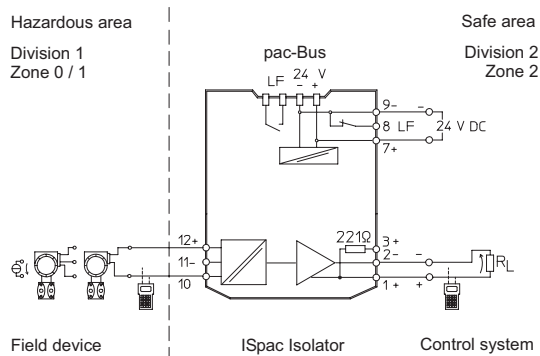 Hazardous area
Safe area
Division 1
Zone 0 / 1
Division 2
Zone 2
pac-Bus
LF 24 V
- +
9-
8 LF
7+
- +
24 V DC
12+
11-
10
221Ω
3+
2-
1+
- +
- +
RL
Field device
ISpac Isolator
Control system